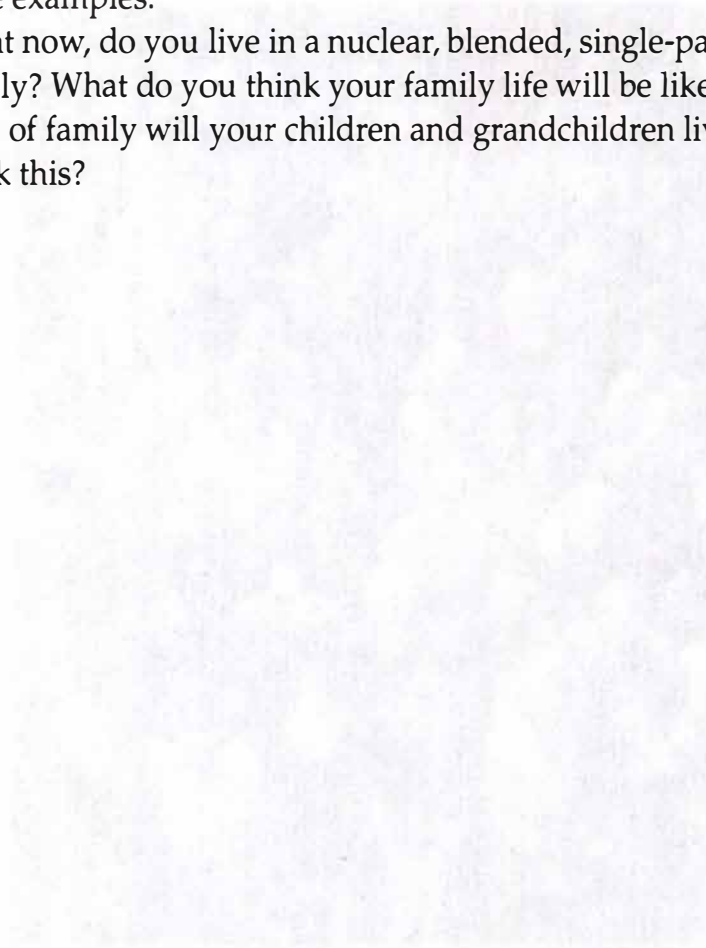 examples.
t now, do you live in a nuclear, blended, single-pa
ly? What do you think your family life will be like
of family will your children and grandchildren liv
k this?